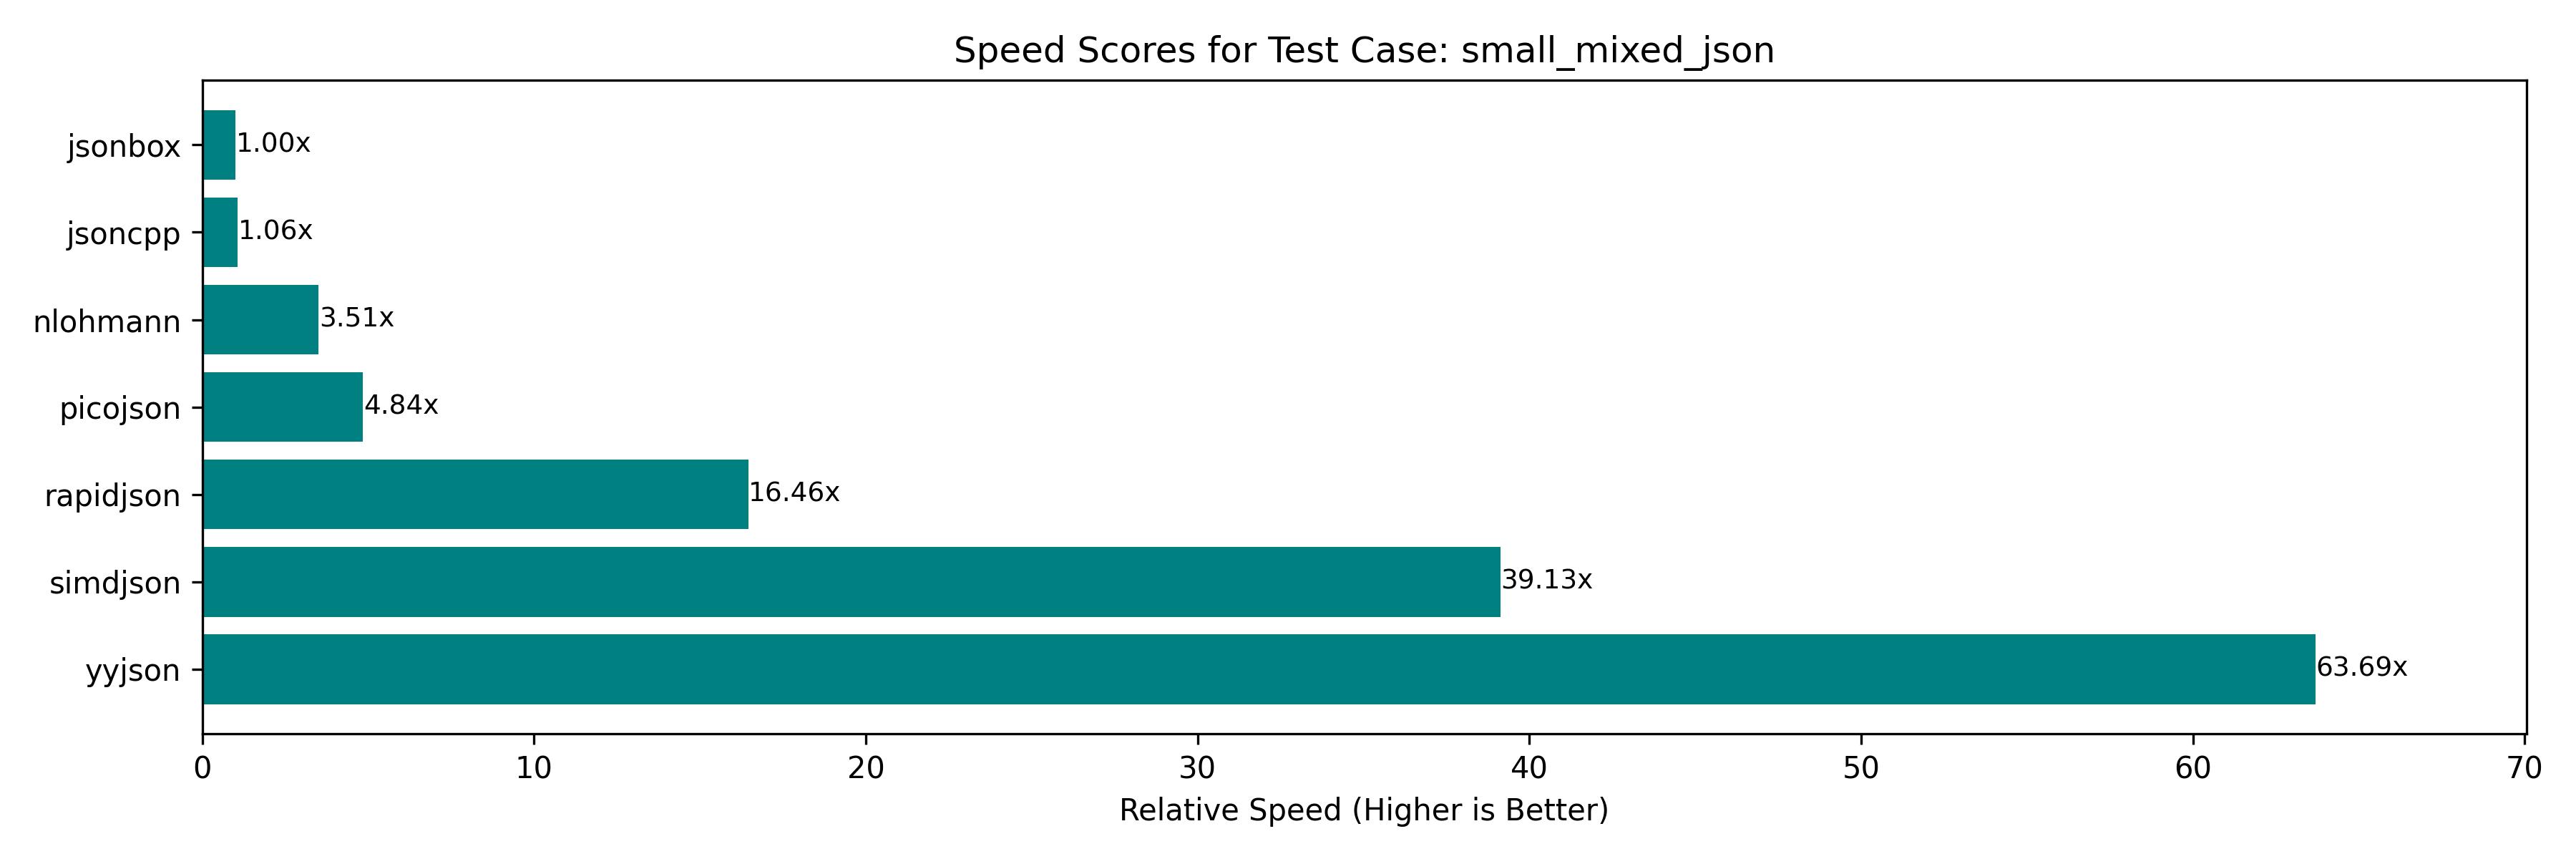 Speed Scores for Test Case: small_mixed_json
jsonbox 1.00x
jsoncpp 1.06x
nlohmann 3.51x
picojson 4.84x
rapidjson 16.46x
simdjson 39.13x
yyjson 63.69x
0 10 20 30 40 50 60 70
Relative Speed (Higher is Better)